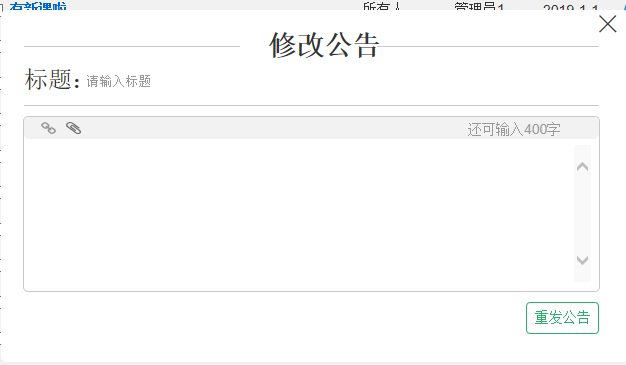 有新课啦 所有人 管理员1 2019-1-1
修改公告
标题: 请输入标题
还可输入400字
重发公告